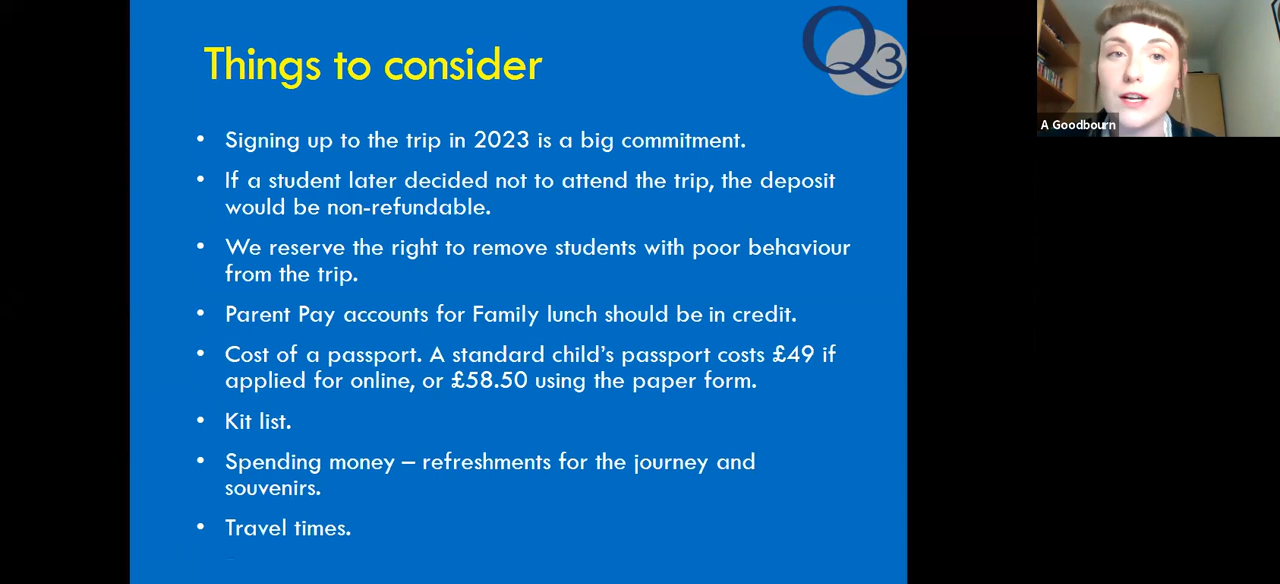 Things to consider
Q3
A Goodbourn
• Signing up to the trip in 2023 is a big commitment.
• If a student later decided not to attend the trip, the deposit
would be non-refundable.
• We reserve the right to remove students with poor behaviour
from the trip.
• Parent Pay accounts for Family lunch should be in credit.
• Cost of a passport. A standard child’s passport costs £49 if
applied for online, or £58.50 using the paper form.
• Kit list.
• Spending money – refreshments for the journey and
souvenirs.
• Travel times.